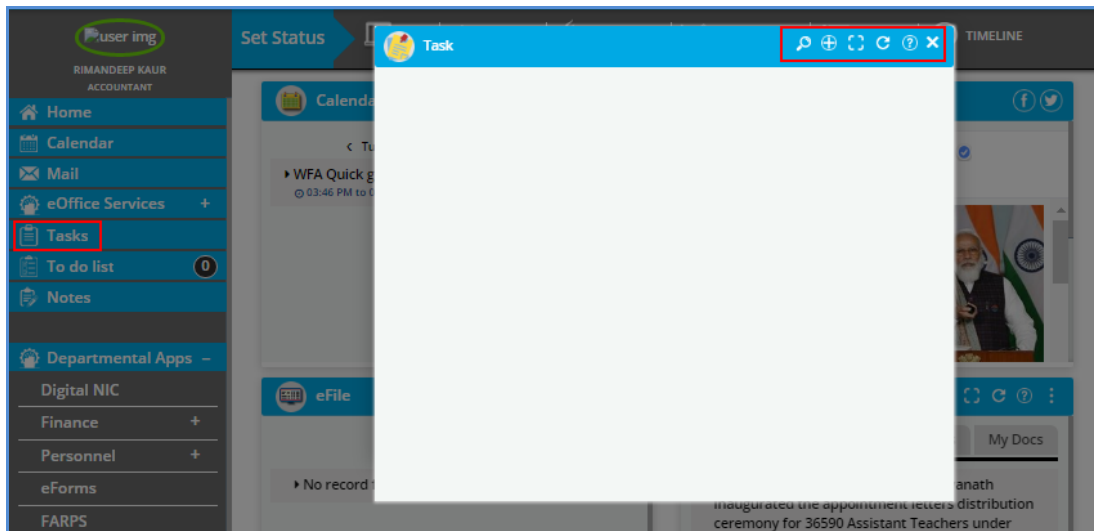 user img
RIMANDEEP KAUR
ACCOUNTANT
Home
Calendar
Mail
eOffice Services +
Tasks
To do list 0
Notes
Departmental Apps –
Digital NIC
Finance +
Personnel +
eForms
FARPS
Set Status
TIMELINE
Task
WFA Quick
03:46 PM to
eFile
No record
My Docs
inaugurated the appointment letters distribution
ceremony for 36590 Assistant Teachers under